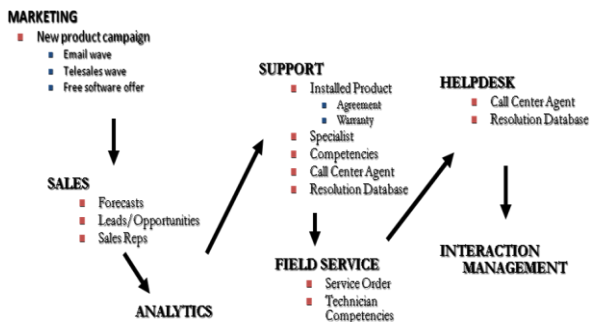 MARKETING
New product campaign
Email wave
Telesales wave
Free software offer
SALES
Forecasts
Leads/Opportunities
Sales Reps
ANALYTICS
SUPPORT
Installed Product
Agreement
Warranty
Specialist
Competencies
Call Center Agent
Resolution Database
FIELD SERVICE
Service Order
Technician
Competencies
HELPDESK
Call Center Agent
Resolution Database
INTERACTION
MANAGEMENT